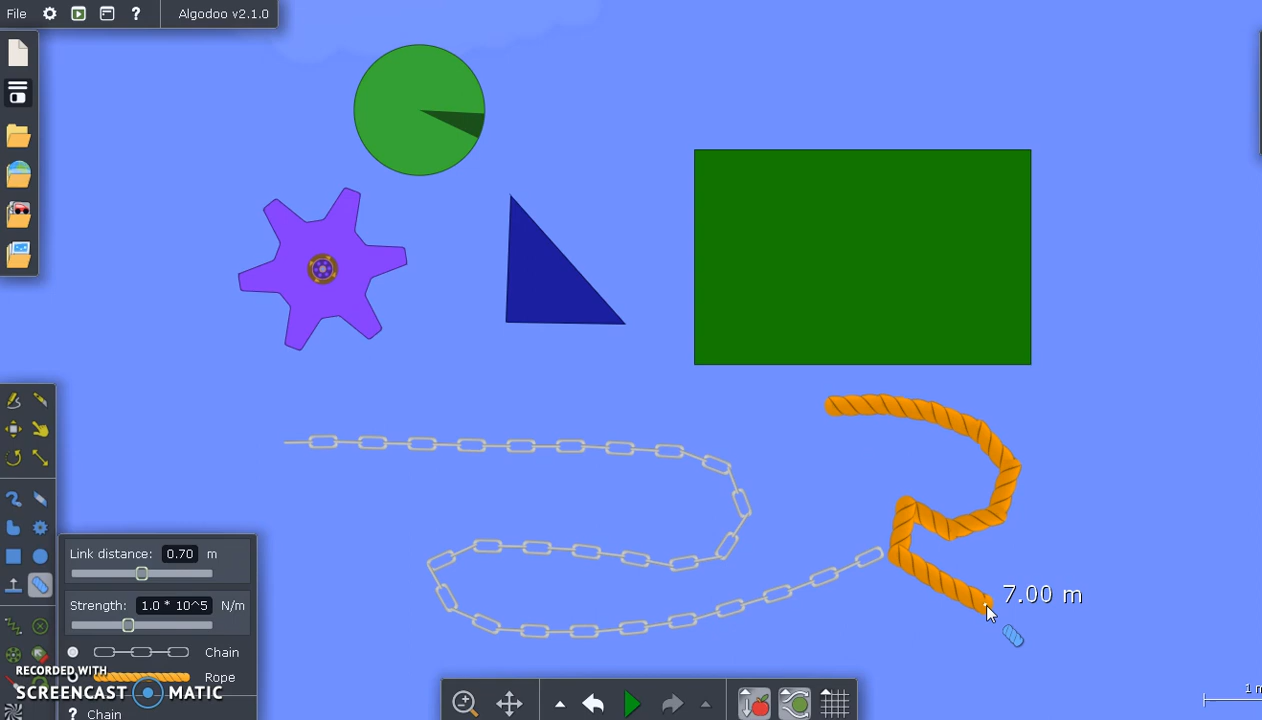 File ? Algodoo v2.1.0
7.00 m
Link distance: 0.70 m
Strength: 1.0 * 10^5 N/m
Chain
Rope
RECORDED WITH
SCREENCAST MATIC
? Chain
1 m